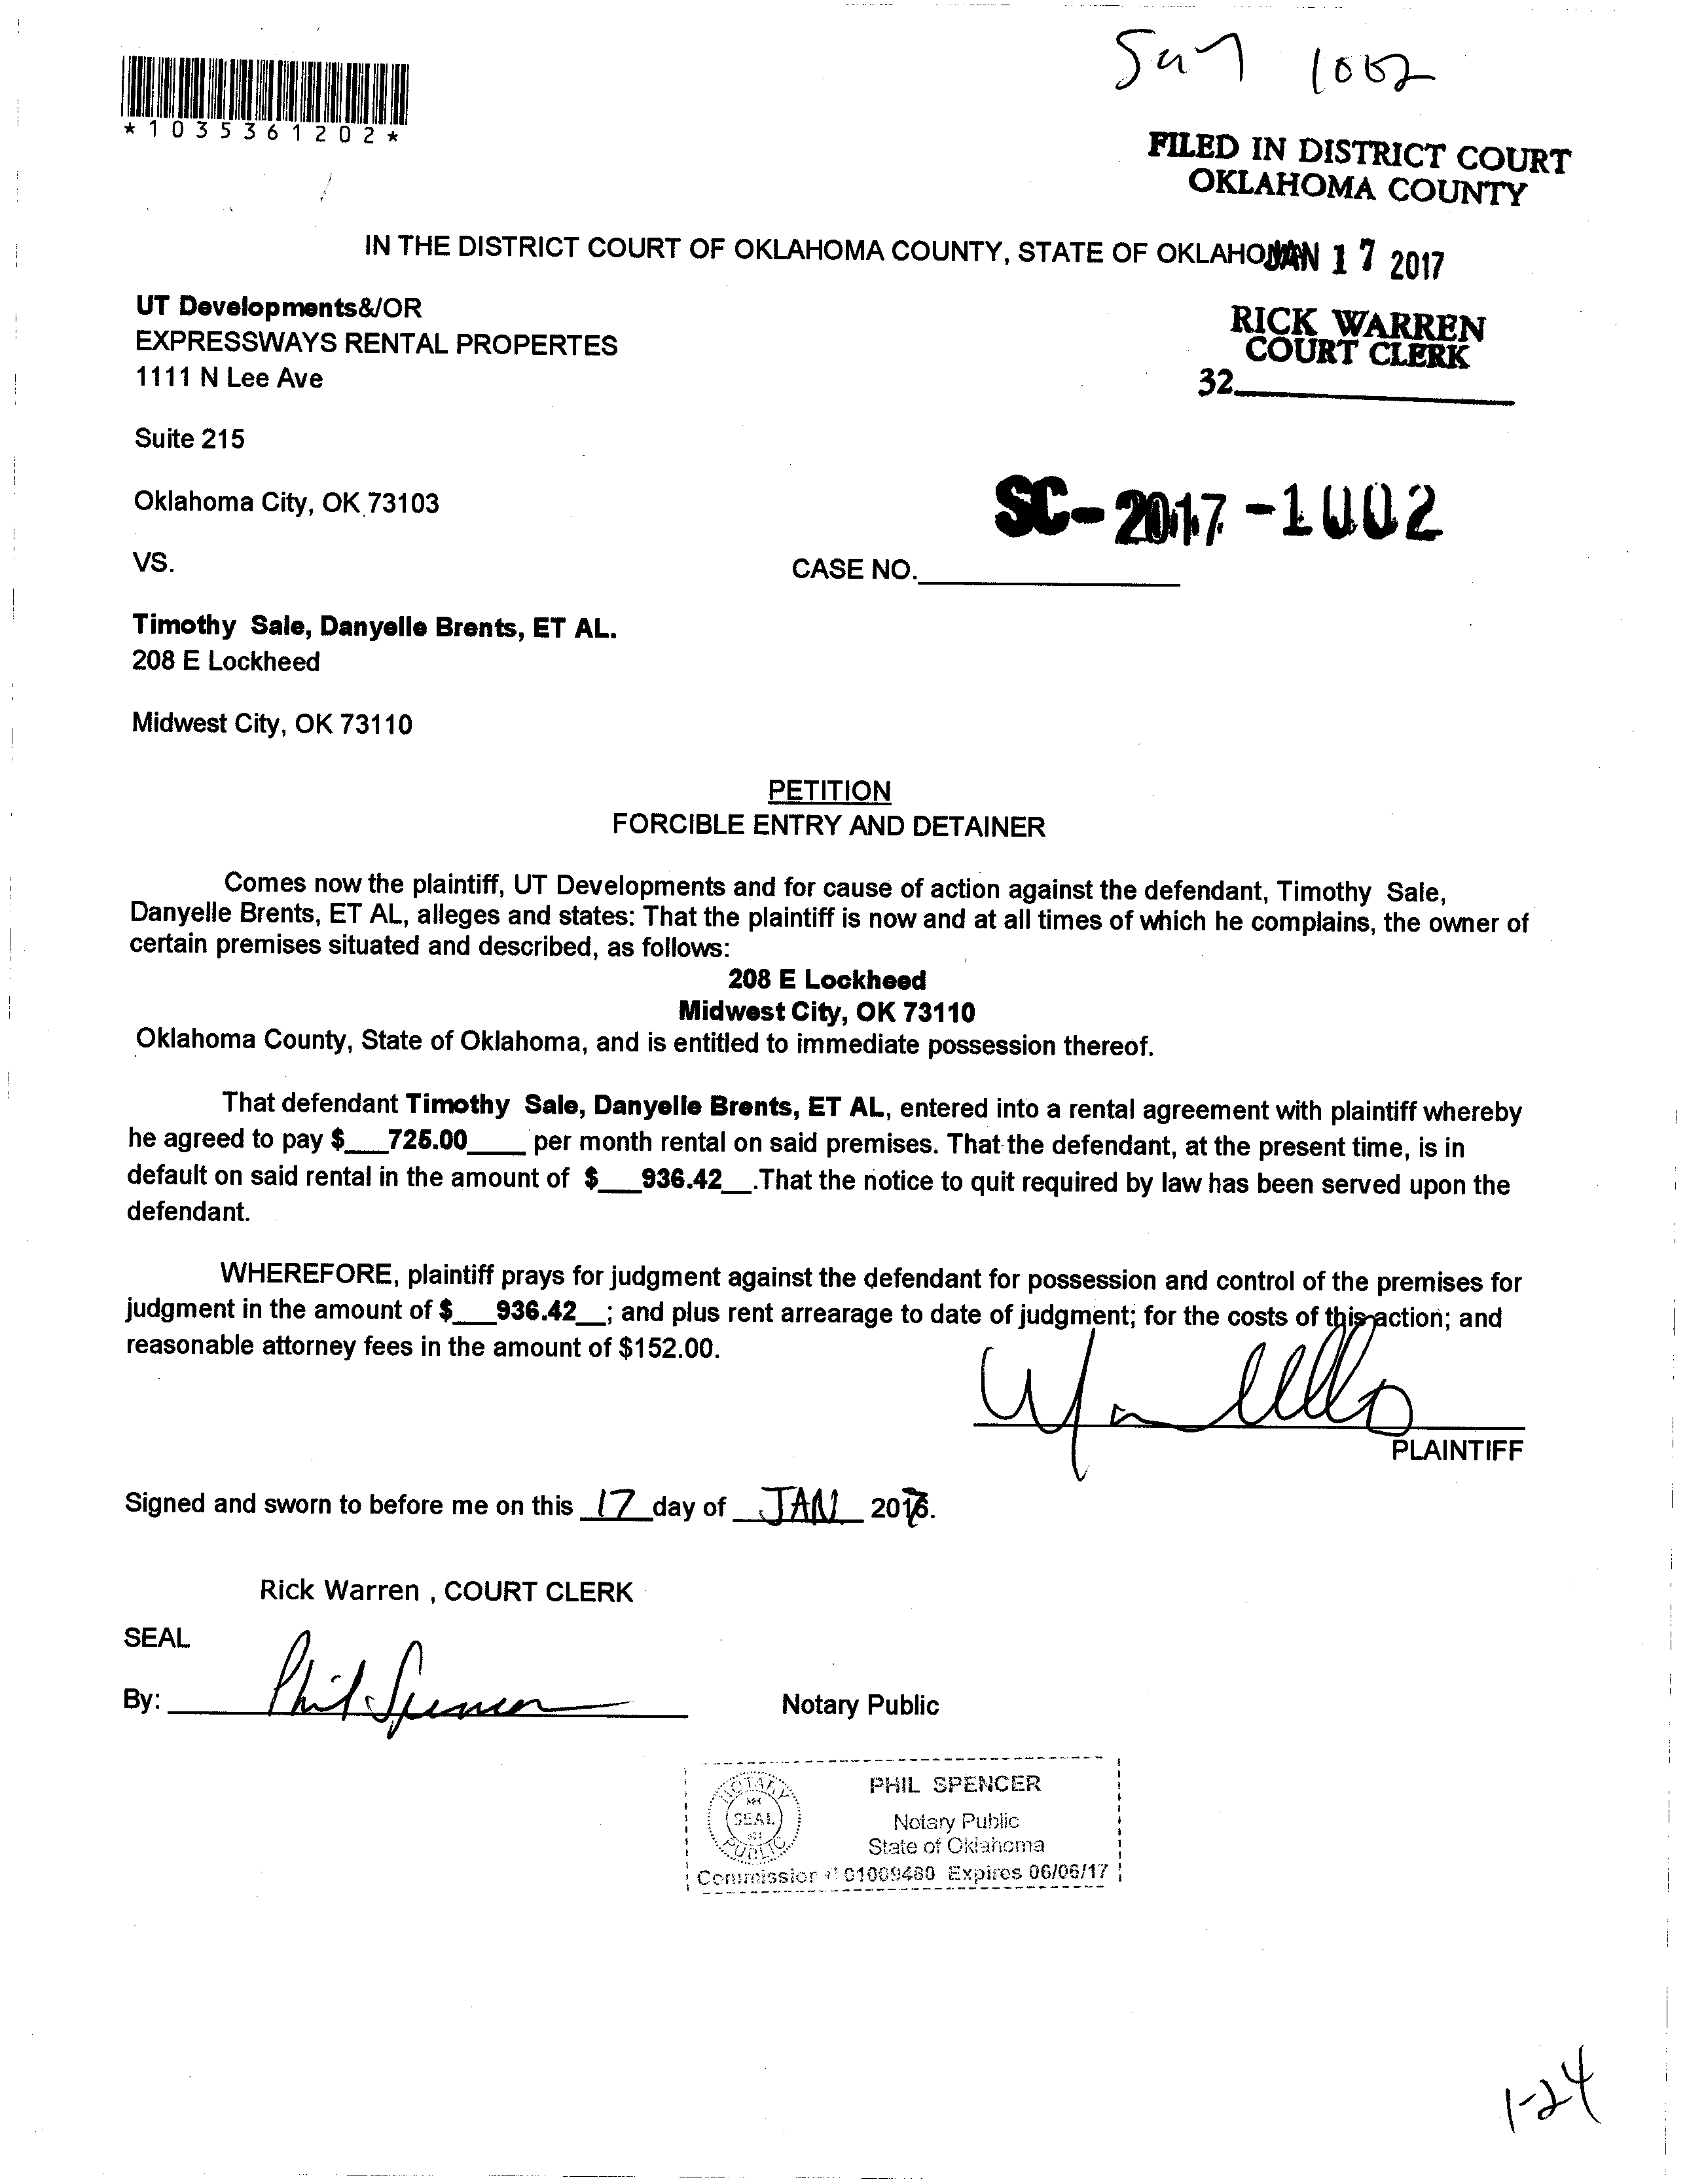 1002
*1035361202*
FILED IN DISTRICT COURT
OKLAHOMA COUNTY
IN THE DISTRICT COURT OF OKLAHOMA COUNTY, STATE OF OKLAHO
JAN 17 2017
UT Developments&/OR
RICK WARREN
EXPRESSWAYS RENTAL PROPERTES
COURT CLERK
1111 N Lee Ave
32
Suite 215
Oklahoma City, OK 73103
SC-2017-1002
VS.
CASE NO.
Timothy Sale, Danyelle Brents, ET AL.
208 E Lockheed
Midwest City, OK 73110
PETITION
FORCIBLE ENTRY AND DETAINER
Comes now the plaintiff, UT Developments and for cause of action against the defendant, Timothy Sale,
Danyelle Brents, ET AL, alleges and states: That the plaintiff is now and at all times of which he complains, the owner of
certain premises situated and described, as follows:
208 E Lockheed
Midwest City, OK 73110
Oklahoma County, State of Oklahoma, and is entitled to immediate possession thereof.
That defendant Timothy Sale, Danyelle Brents, ET AL, entered into a rental agreement with plaintiff whereby
he agreed to pay $___725.00____ per month rental on said premises. That the defendant, at the present time, is in
default on said rental in the amount of $___936.42__.That the notice to quit required by law has been served upon the
defendant.
WHEREFORE, plaintiff prays for judgment against the defendant for possession and control of the premises for
judgment in the amount of $___936.42__; and plus rent arrearage to date of judgment; for the costs of this action; and
reasonable attorney fees in the amount of $152.00.
PLAINTIFF
Signed and sworn to before me on this 17 day of JAN 2017.
Rick Warren , COURT CLERK
SEAL
By: Phil Spencer
Notary Public
NOTARY
SEAL
PUBLIC
PHIL SPENCER
Notary Public
State of Oklahoma
Commission # 01009480 Expires 06/06/17
1-24